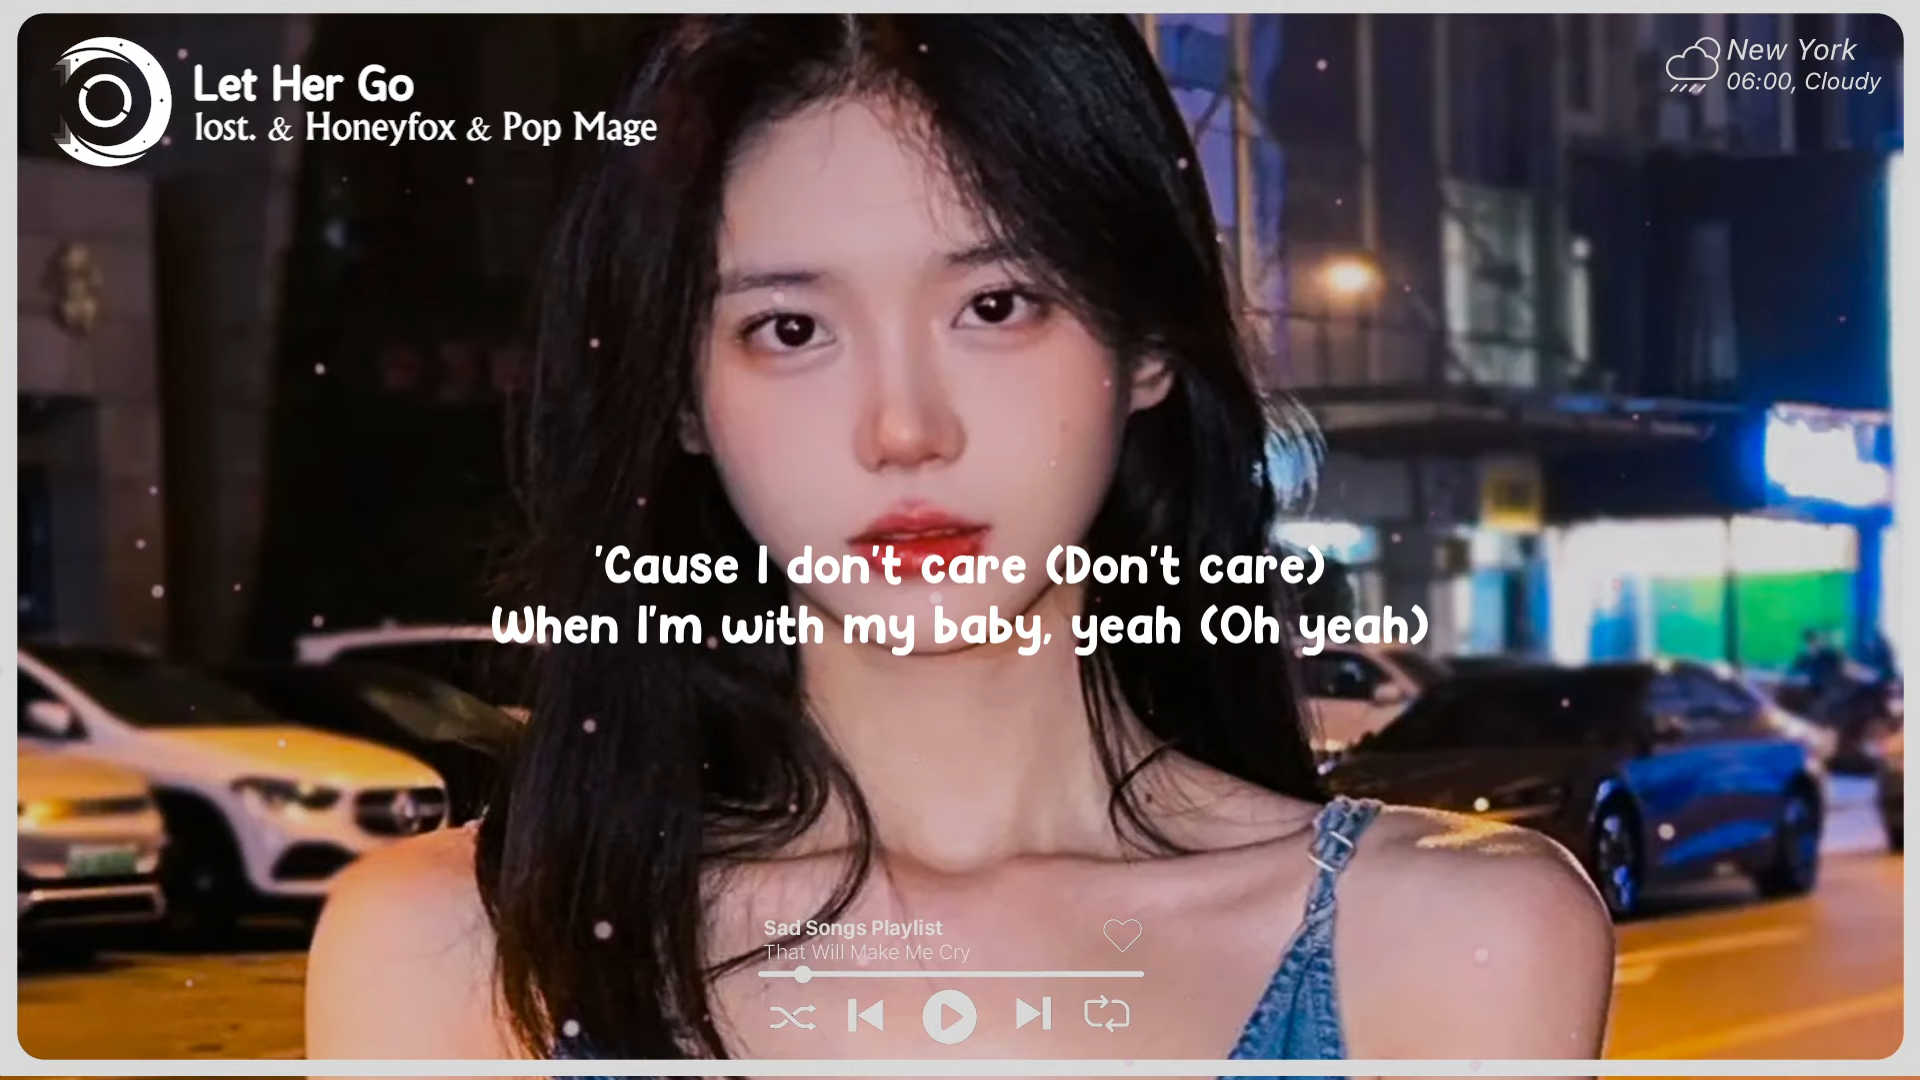 Let Her Go
lost. & Honeyfox & Pop Mage
New York
06:00, Cloudy
'Cause I don't care (Don't care)
When I'm with my baby, yeah (Oh yeah)
Sad Songs Playlist
That Will Make Me Cry